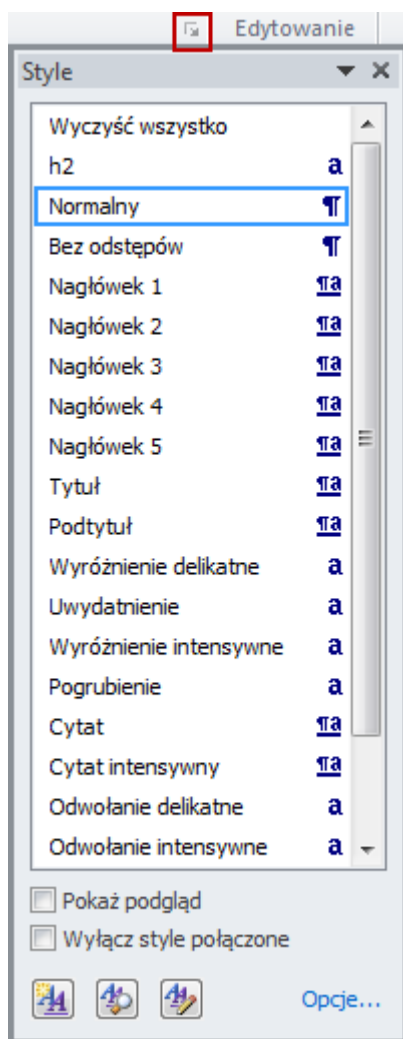 Edytowanie
Style
Wyczyść wszystko
h2 a
Normalny ¶
Bez odstępów ¶
Nagłówek 1 ¶a
Nagłówek 2 ¶a
Nagłówek 3 ¶a
Nagłówek 4 ¶a
Nagłówek 5 ¶a
Tytuł ¶a
Podtytuł ¶a
Wyróżnienie delikatne a
Uwydatnienie a
Wyróżnienie intensywne a
Pogrubienie a
Cytat ¶a
Cytat intensywny ¶a
Odwołanie delikatne a
Odwołanie intensywne a
Pokaż podgląd
Wyłącz style połączone
Opcje...